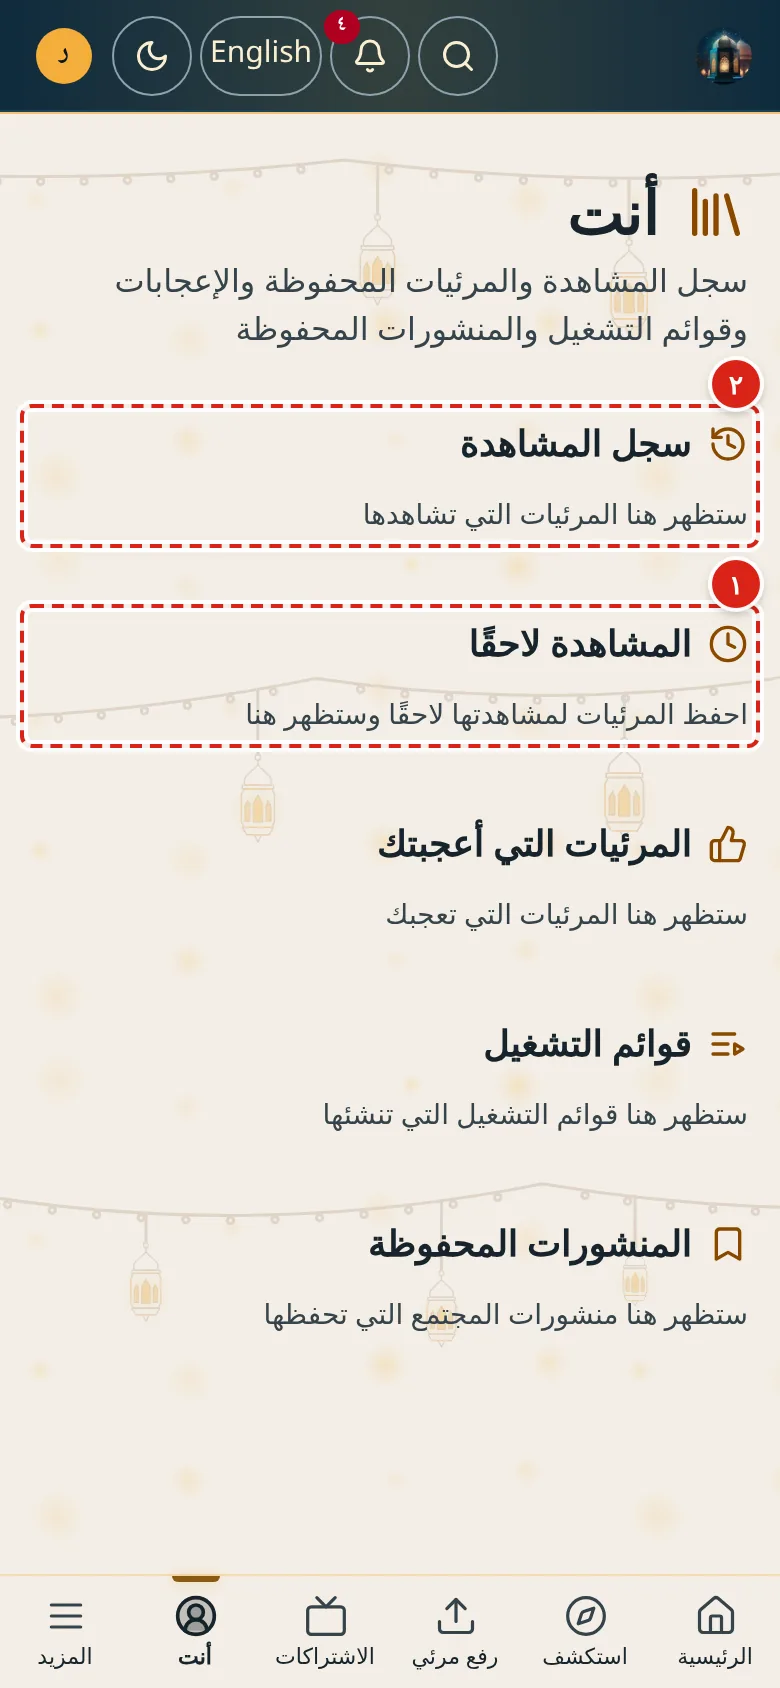 ر
English
٤
أنت
سجل المشاهدة والمرئيات المحفوظة والإعجابات
وقوائم التشغيل والمنشورات المحفوظة
٢
سجل المشاهدة
ستظهر هنا المرئيات التي تشاهدها
١
المشاهدة لاحقًا
احفظ المرئيات لمشاهدتها لاحقًا وستظهر هنا
المرئيات التي أعجبتك
ستظهر هنا المرئيات التي تعجبك
قوائم التشغيل
ستظهر هنا قوائم التشغيل التي تنشئها
المنشورات المحفوظة
ستظهر هنا منشورات المجتمع التي تحفظها
الرئيسية
استكشف
رفع مرئي
الاشتراكات
أنت
المزيد